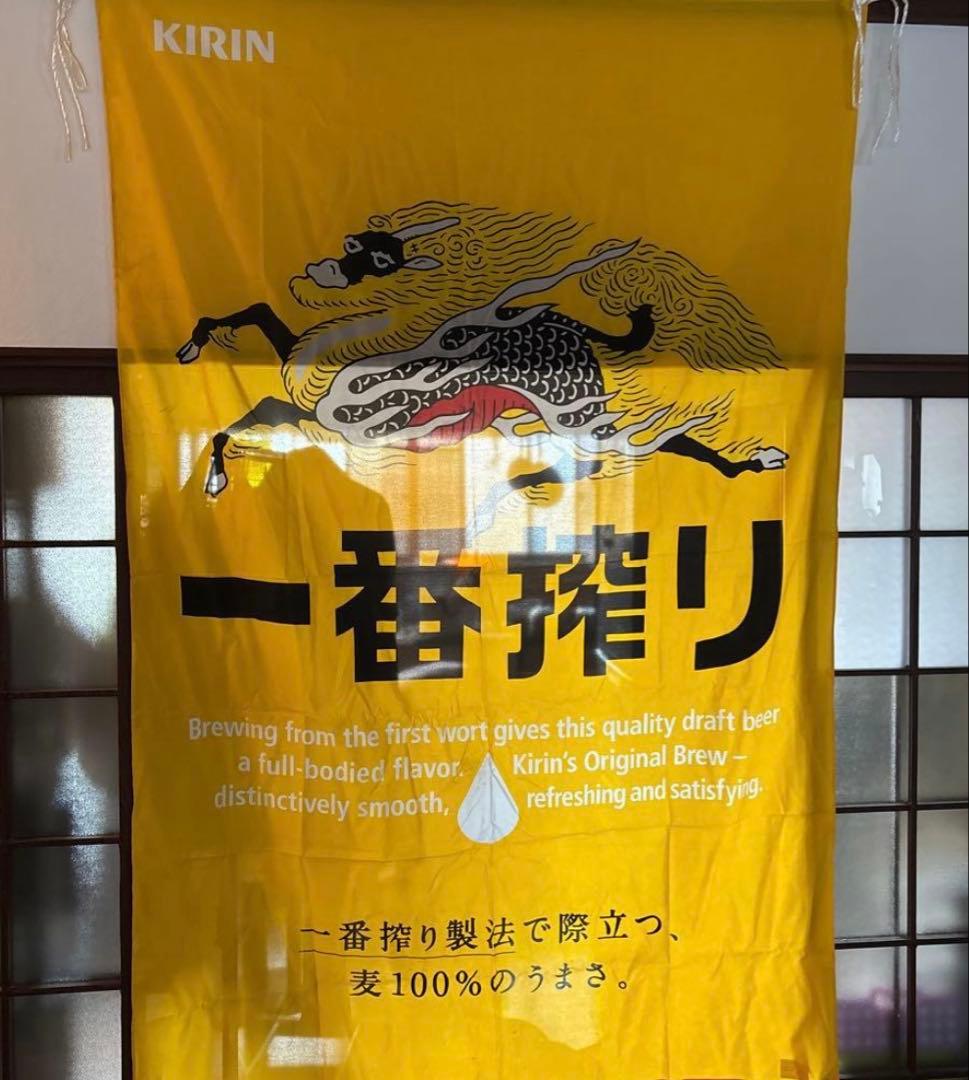 KIRIN
一番搾り
Brewing from the first wort gives this quality draft beer
a full-bodied flavor. Kirin's Original Brew –
distinctively smooth, refreshing and satisfying.
一番搾り製法で際立つ、
麦100%のうまさ。